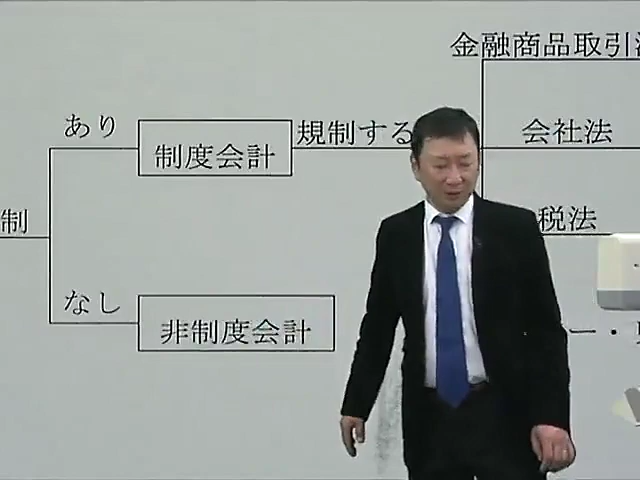 金融商品取引
あり
規制する
会社法
制度会計
制
税法
なし
非制度会計
ー・